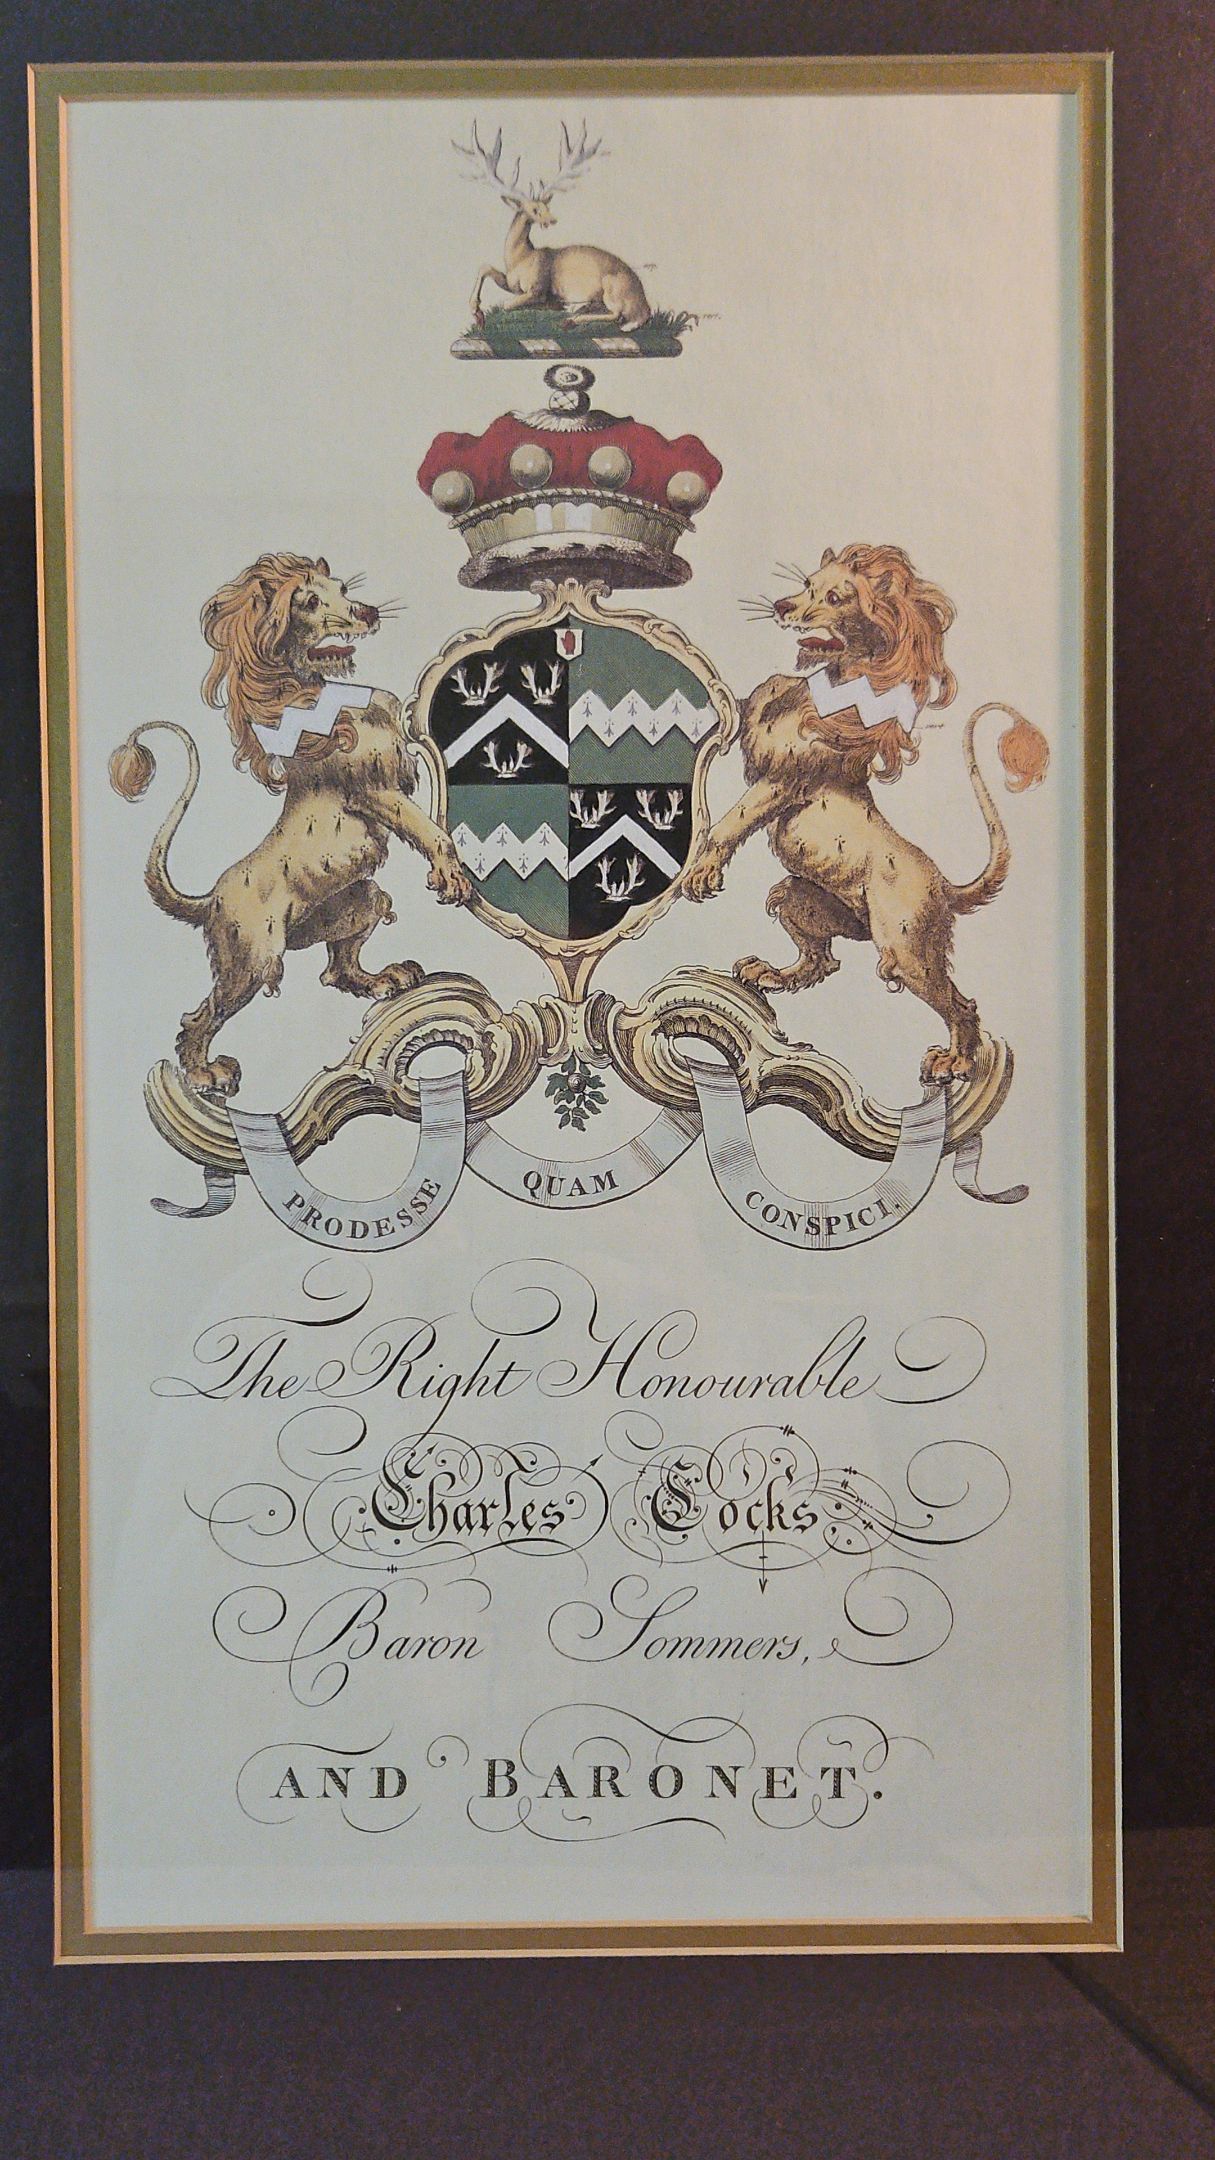 PRODESSE QUAM CONSPICI.
The Right Honourable
Charles Cocks
Baron Sommers,
AND BARONET.